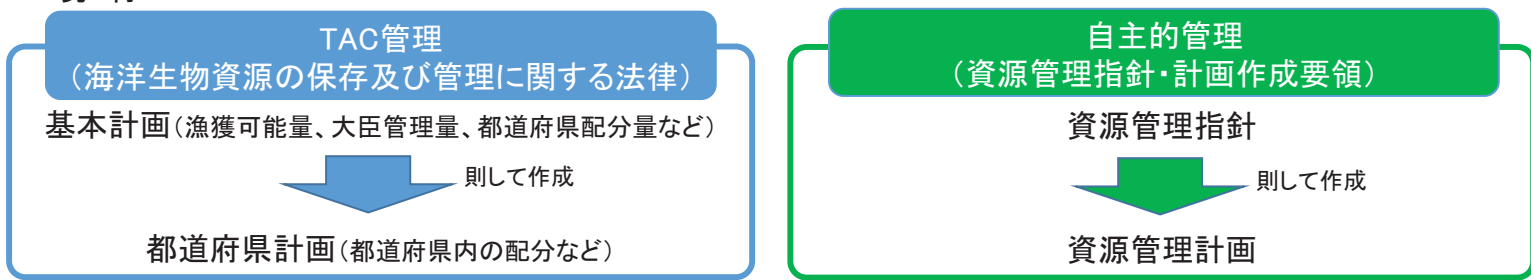 TAC管理
（海洋生物資源の保存及び管理に関する法律）
基本計画（漁獲可能量、大臣管理量、都道府県配分量など）
則して作成
都道府県計画（都道府県内の配分など）
自主的管理
（資源管理指針・計画作成要領）
資源管理指針
則して作成
資源管理計画